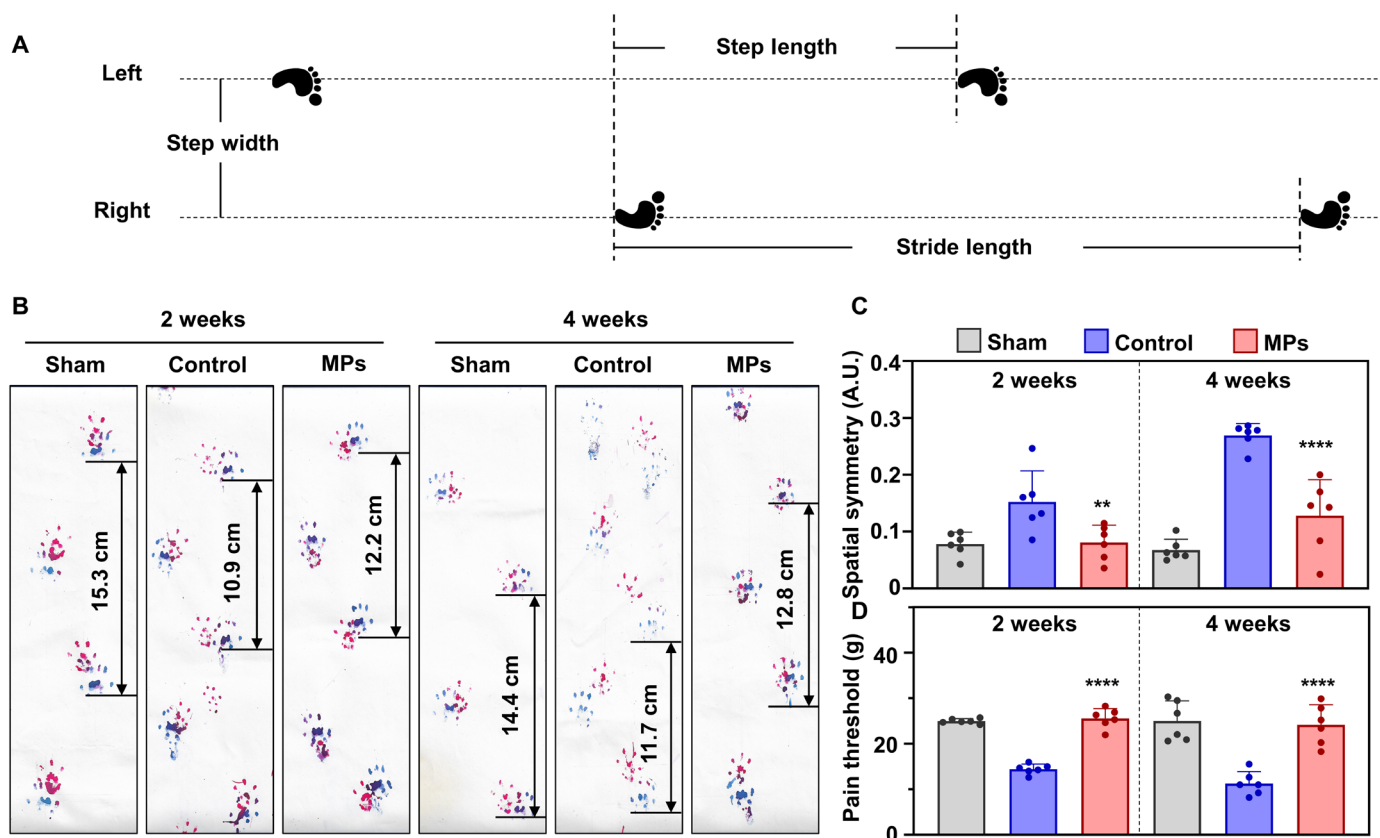 A
Step length
Left
Step width
Right
Stride length
B
2 weeks
4 weeks
Sham
Control
MPs
Sham
Control
MPs
15.3 cm
10.9 cm
12.2 cm
14.4 cm
11.7 cm
12.8 cm
C
Sham
Control
MPs
Spatial symmetry (A.U.)
0.4
0.3
0.2
0.1
0
2 weeks
4 weeks
**
****
D
Pain threshold (g)
40
20
0
2 weeks
4 weeks
****
****